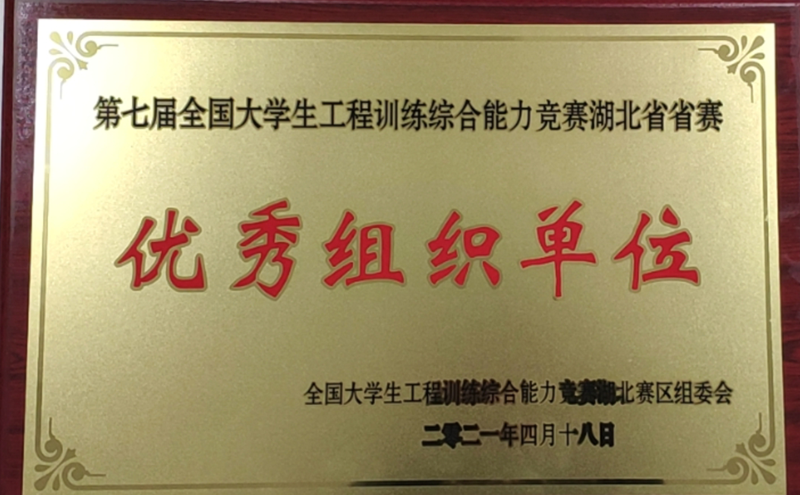 第七届全国大学生工程训练综合能力竞赛湖北省省赛
优秀组织单位
全国大学生工程训练综合能力竞赛湖北赛区组委会
二零二一年四月十八日